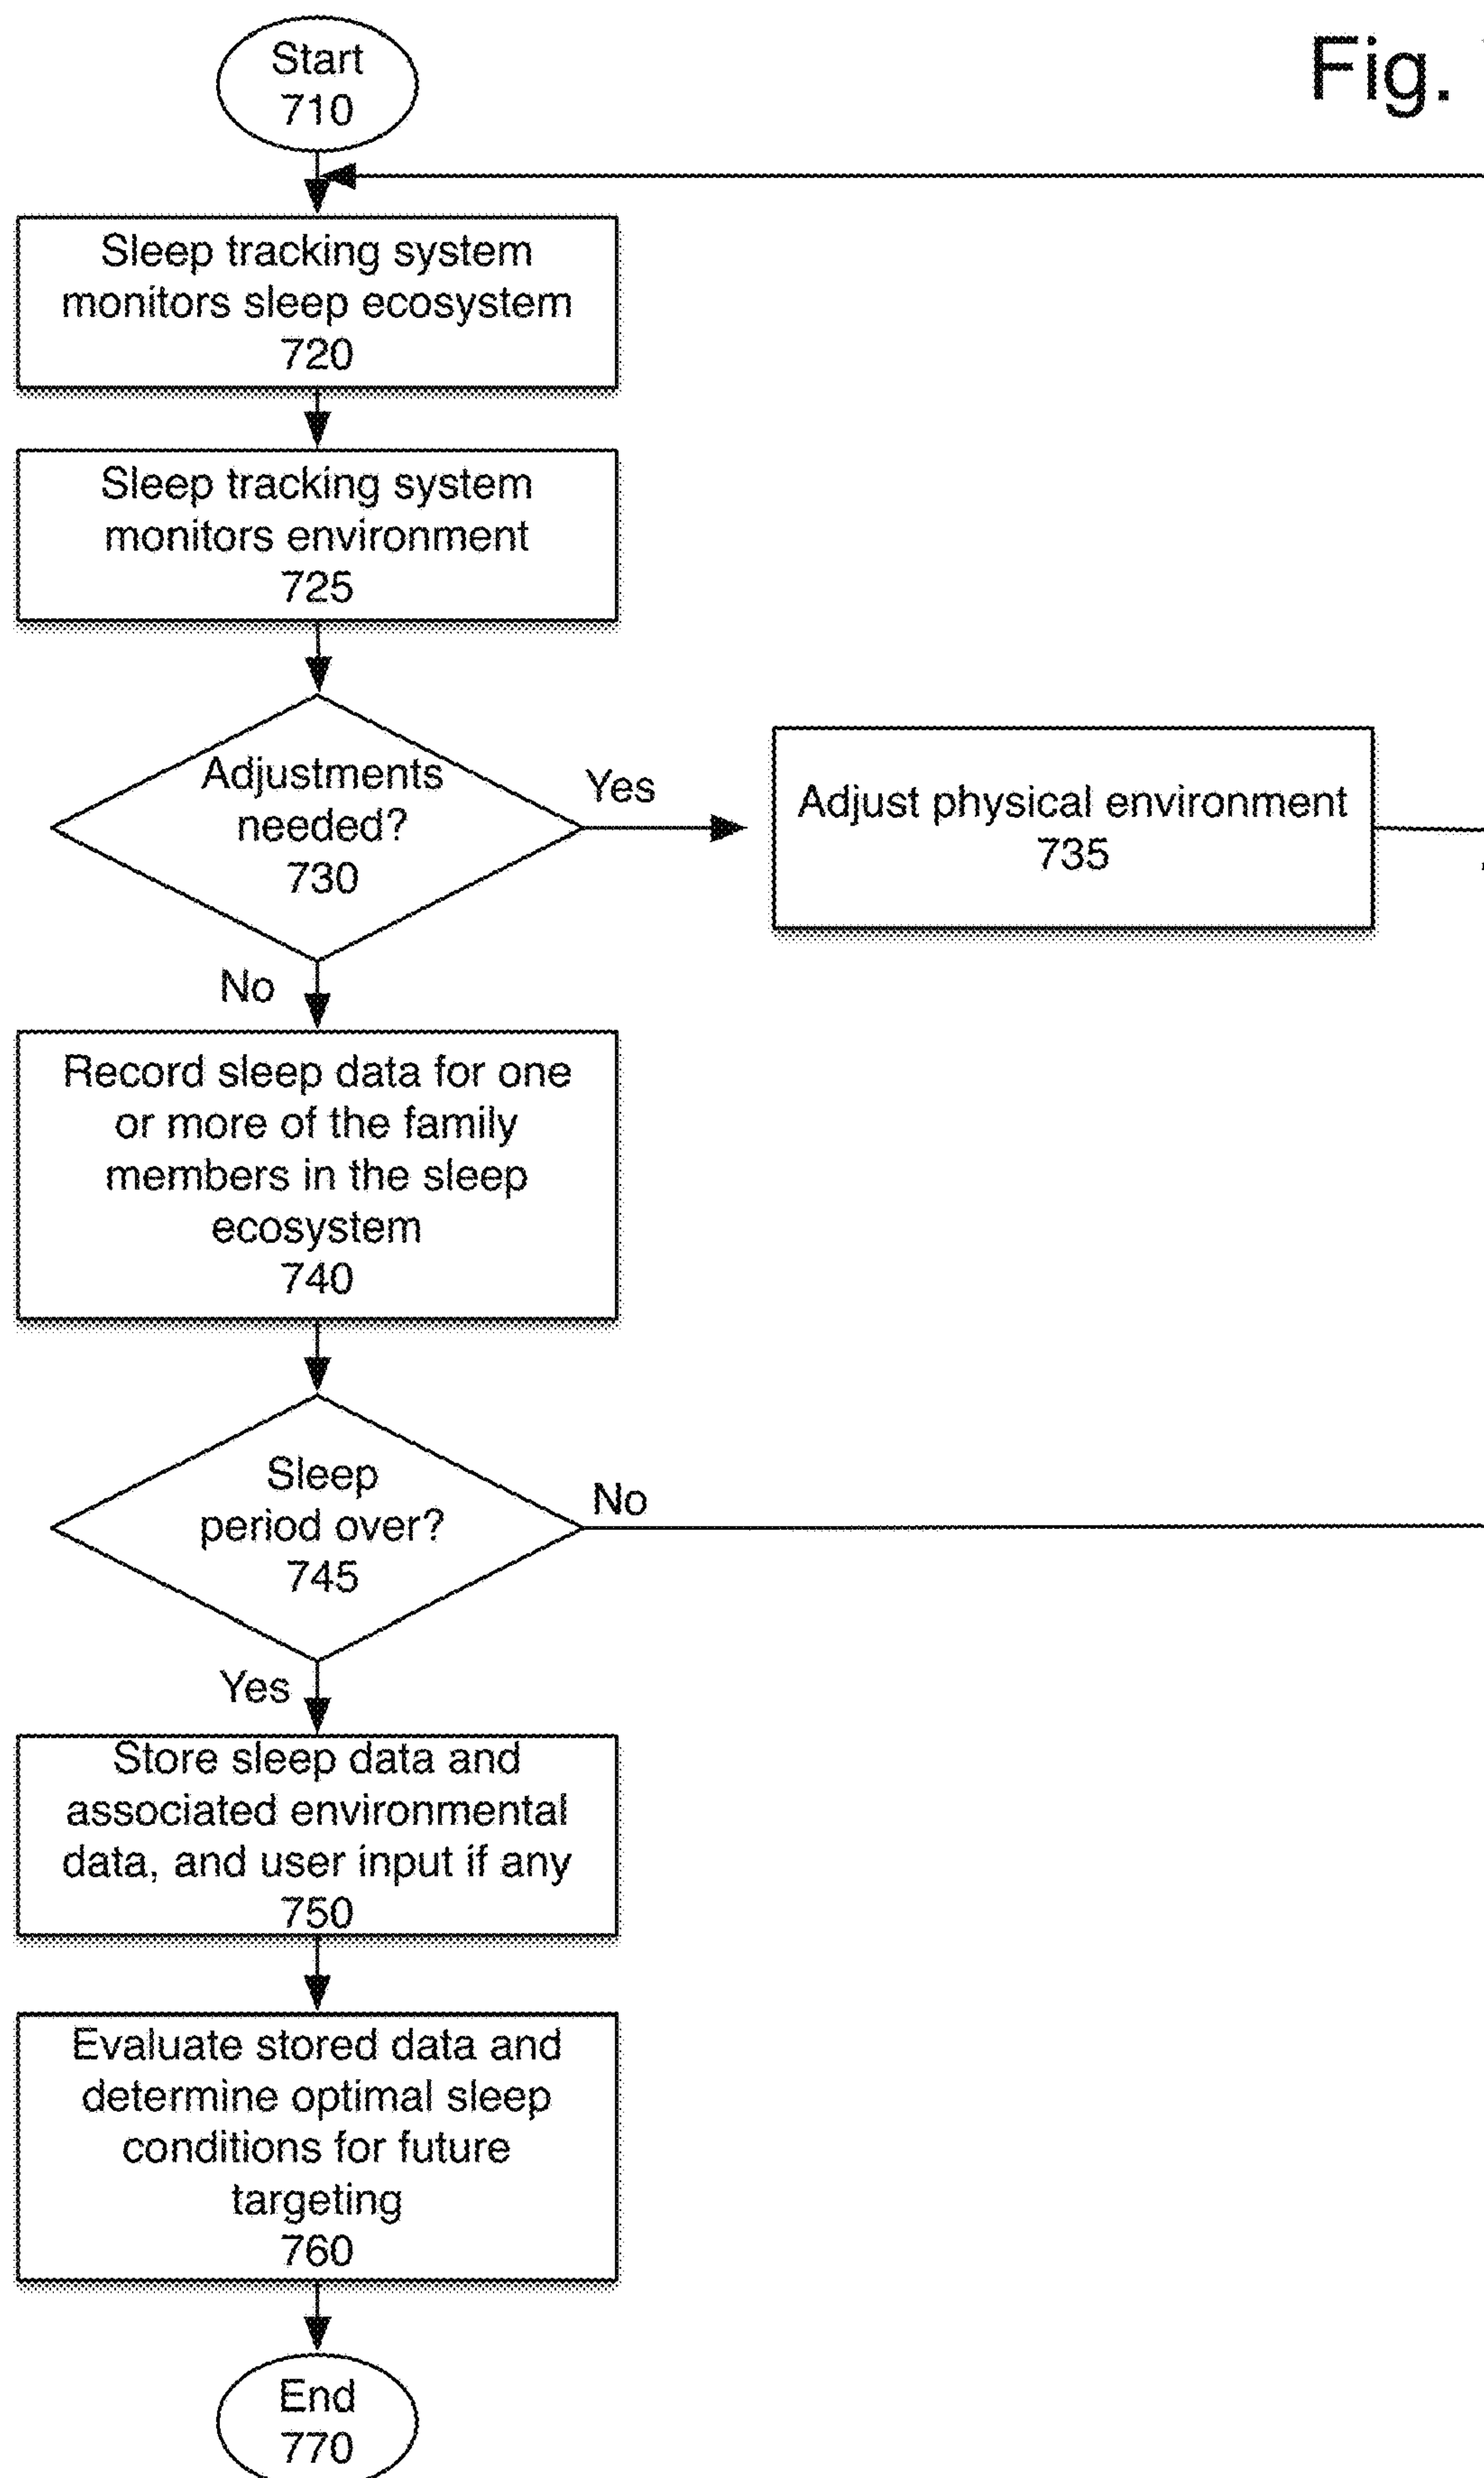 Start
710
Fig.
Sleep tracking system
monitors sleep ecosystem
720
Sleep tracking system
monitors environment
725
Adjustments
needed?
730
Yes
Adjust physical environment
735
No
Record sleep data for one
or more of the family
members in the sleep
ecosystem
740
Sleep
period over?
745
No
Yes
Store sleep data and
associated environmental
data, and user input if any
750
Evaluate stored data and
determine optimal sleep
conditions for future
targeting
760
End
770